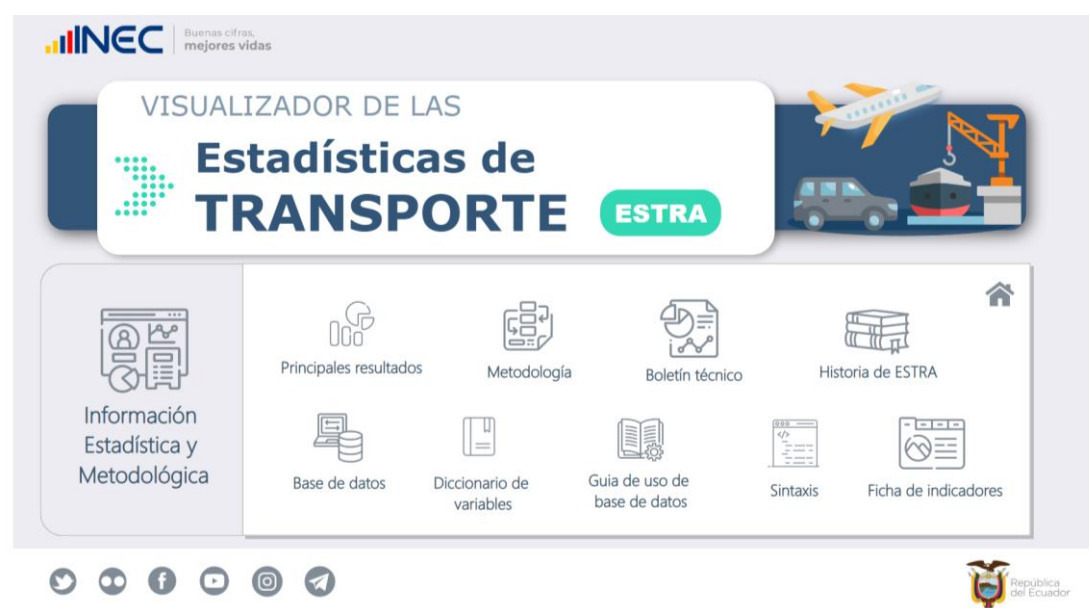 INEC
Buenas cifras,
mejores vidas
VISUALIZADOR DE LAS
Estadísticas de
TRANSPORTE
ESTRA
Información
Estadística y
Metodológica
Principales resultados
Metodología
Boletín técnico
Historia de ESTRA
Base de datos
Diccionario de
variables
Guia de uso de
base de datos
Sintaxis
Ficha de indicadores
República
del Ecuador